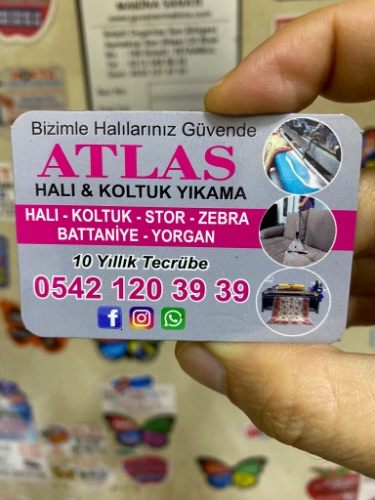 Bizimle Halılarınız Güvende
ATLAS
HALI & KOLTUK YIKAMA
HALI - KOLTUK - STOR - ZEBRA
BATTANİYE - YORGAN
10 Yıllık Tecrübe
0542 120 39 39